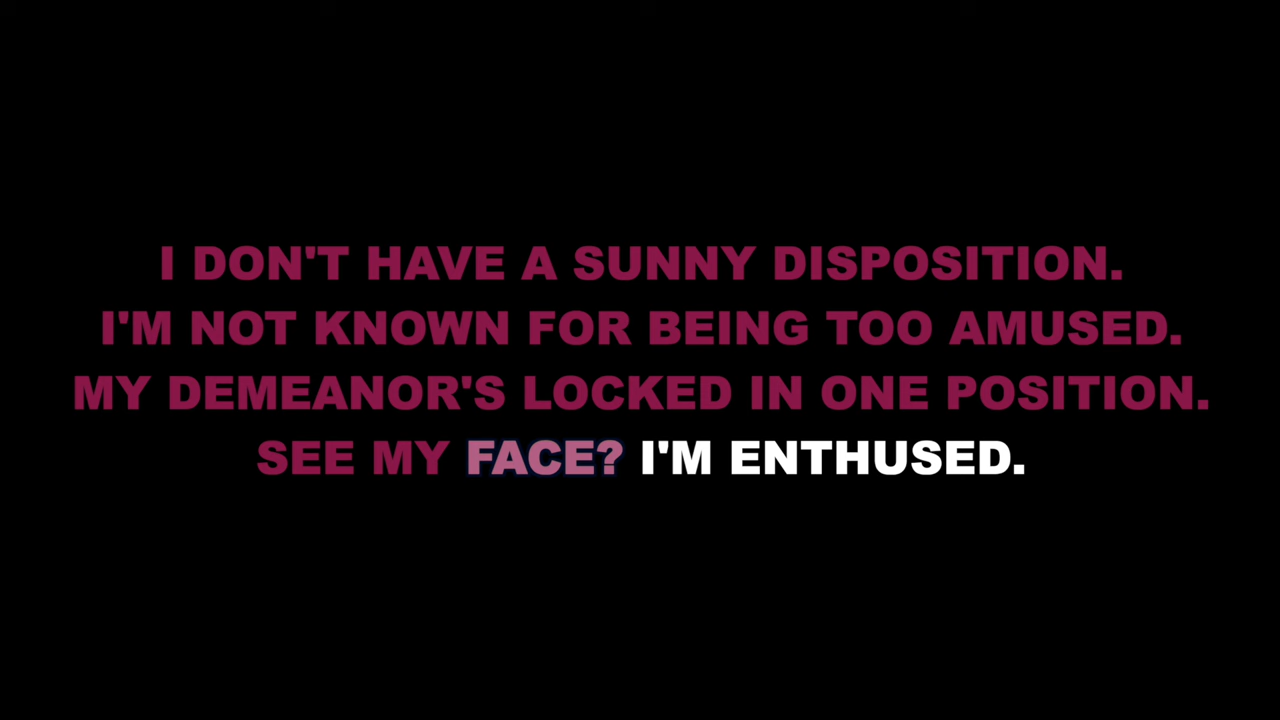 I DON'T HAVE A SUNNY DISPOSITION.
I'M NOT KNOWN FOR BEING TOO AMUSED.
MY DEMEANOR'S LOCKED IN ONE POSITION.
SEE MY FACE? I'M ENTHUSED.